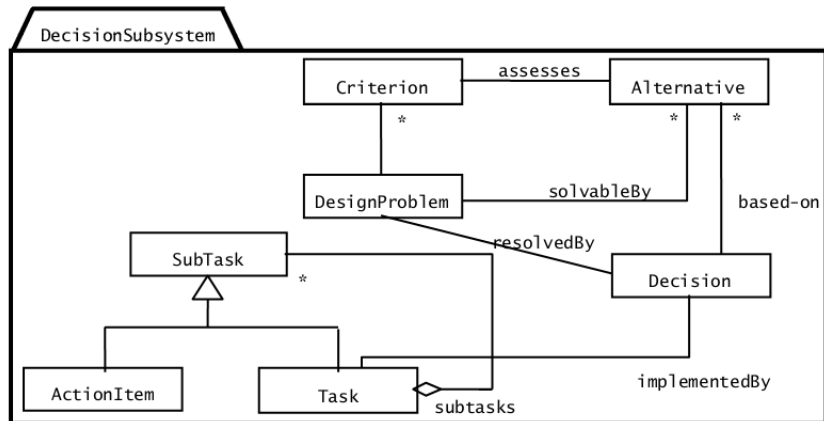 DecisionSubsystem
assesses
Criterion
Alternative
*
*
*
solvableBy
DesignProblem
based-on
resolvedBy
SubTask
*
Decision
implementedBy
ActionItem
Task
subtasks